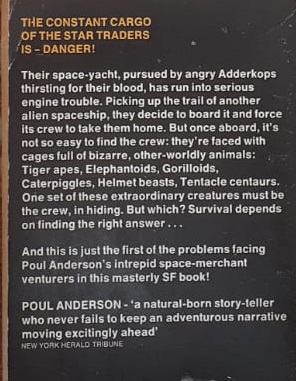 THE CONSTANT CARGO
OF THE STAR TRADERS
IS – DANGER!
Their space-yacht, pursued by angry Adderkops
thirsting for their blood, has run into serious
engine trouble. Picking up the trail of another
alien spaceship, they decide to board it and force
its crew to take them home. But once aboard, it's
not so easy to find the crew: they're faced with
cages full of bizarre, other-worldly animals:
Tiger apes, Elephantoids, Gorilloids,
Caterpiggles, Helmet beasts, Tentacle centaurs.
One set of these extraordinary creatures must be
the crew, in hiding. But which? Survival depends
on finding the right answer . . .
And this is just the first of the problems facing
Poul Anderson's intrepid space-merchant
venturers in this masterly SF book!
POUL ANDERSON - 'a natural-born story-teller
who never fails to keep an adventurous narrative
moving excitingly ahead'
NEW YORK HERALD TRIBUNE